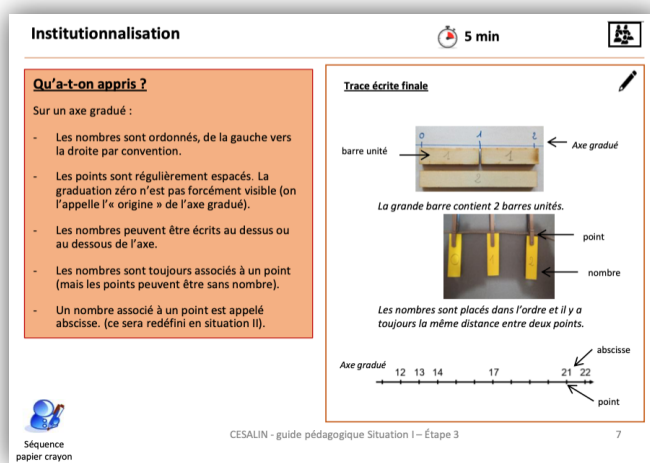 Institutionnalisation
5 min
Qu'a-t-on appris ?
Sur un axe gradué :
- Les nombres sont ordonnés, de la gauche vers
la droite par convention.
- Les points sont régulièrement espacés. La
graduation zéro n'est pas forcément visible (on
l'appelle l'« origine » de l'axe gradué).
- Les nombres peuvent être écrits au dessus ou
au dessous de l'axe.
- Les nombres sont toujours associés à un point
(mais les points peuvent être sans nombre).
- Un nombre associé à un point est appelé
abscisse. (ce sera redéfini en situation II).
Trace écrite finale
0 1 2
Axe gradué
barre unité
1 1
2
La grande barre contient 2 barres unités.
point
nombre
Les nombres sont placés dans l'ordre et il y a
toujours la même distance entre deux points.
abscisse
Axe gradué
12 13 14 17 21 22
point
Séquence
papier crayon
CESALIN - guide pédagogique Situation I – Étape 3
7